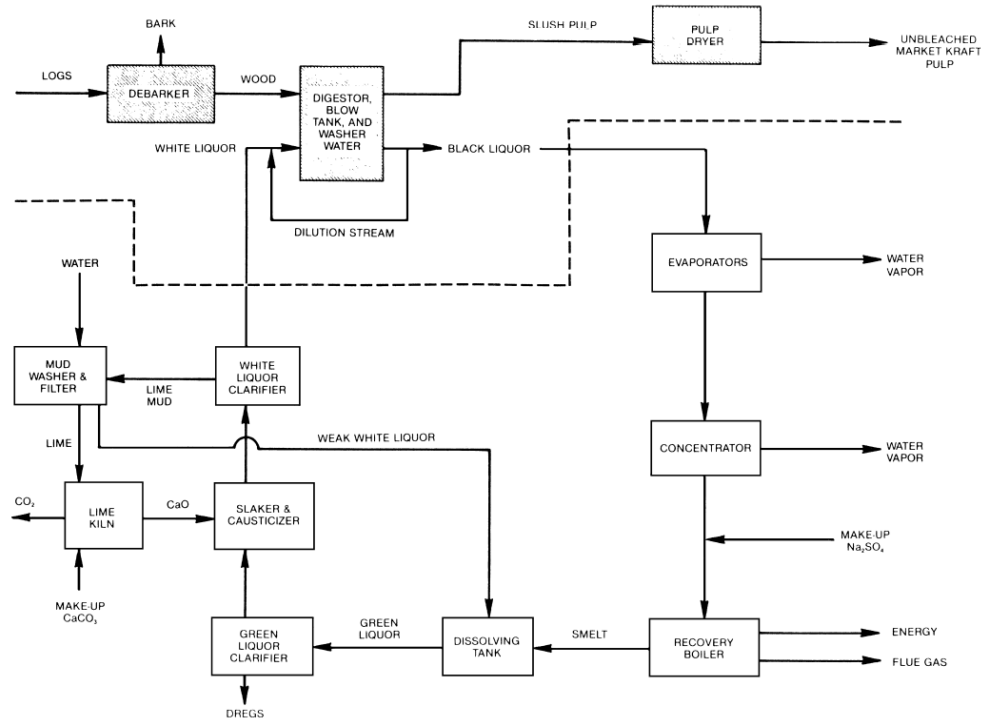 BARK
SLUSH PULP
PULP
DRYER
UNBLEACHED
MARKET KRAFT
PULP
LOGS
DEBARKER
WOOD
DIGESTOR,
BLOW
TANK, AND
WASHER
WATER
WHITE LIQUOR
BLACK LIQUOR
DILUTION STREAM
WATER
EVAPORATORS
WATER
VAPOR
MUD
WASHER &
FILTER
LIME
MUD
WHITE
LIQUOR
CLARIFIER
LIME
WEAK WHITE LIQUOR
CONCENTRATOR
WATER
VAPOR
CO₂
LIME
KILN
CaO
SLAKER &
CAUSTICIZER
MAKE-UP
Na₂SO₄
MAKE-UP
CaCO₃
GREEN
LIQUOR
CLARIFIER
GREEN
LIQUOR
DISSOLVING
TANK
SMELT
RECOVERY
BOILER
ENERGY
FLUE GAS
DREGS